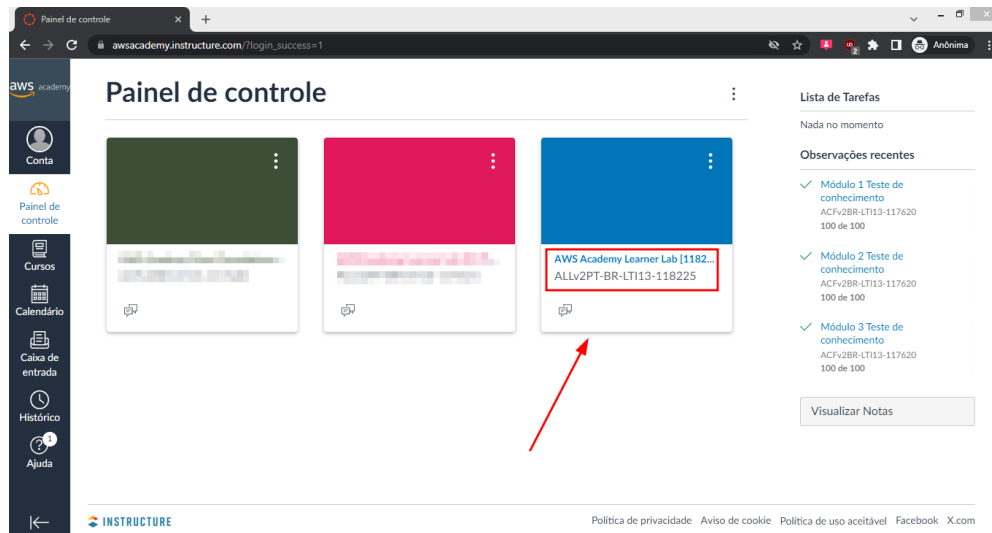 Painel de controle
awsacademy.instructure.com/?login_success=1
2
Anônima
aws academy
Conta
Painel de
controle
Cursos
Calendário
Caixa de
entrada
Histórico
1
Ajuda
Painel de controle
AWS Academy Learner Lab [1182...
ALLv2PT-BR-LTI13-118225
Lista de Tarefas
Nada no momento
Observações recentes
Módulo 1 Teste de
conhecimento
ACFv2BR-LTI13-117620
100 de 100
Módulo 2 Teste de
conhecimento
ACFv2BR-LTI13-117620
100 de 100
Módulo 3 Teste de
conhecimento
ACFv2BR-LTI13-117620
100 de 100
Visualizar Notas
INSTRUCTURE
Política de privacidade Aviso de cookie Política de uso aceitável Facebook X.com